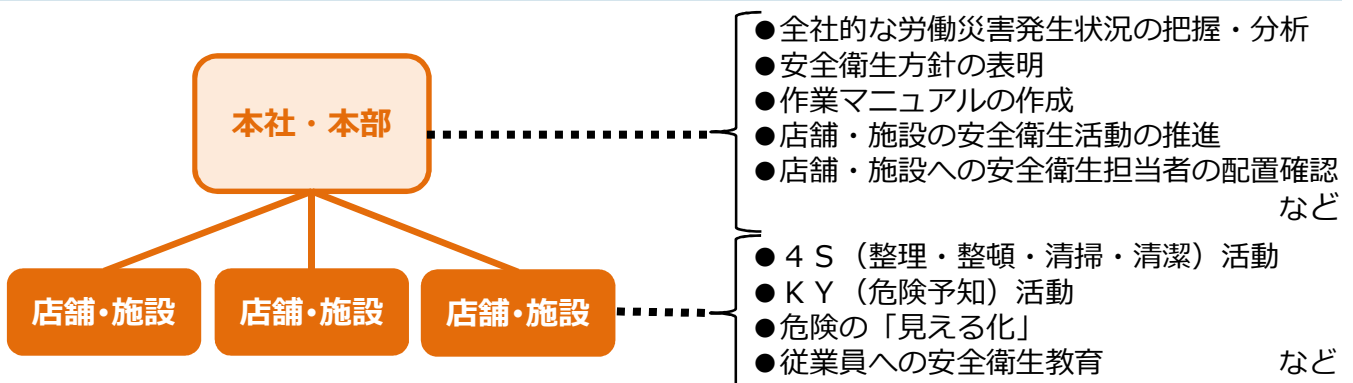 本社・本部
●全社的な労働災害発生状況の把握・分析
●安全衛生方針の表明
●作業マニュアルの作成
●店舗・施設の安全衛生活動の推進
●店舗・施設への安全衛生担当者の配置確認
など
店舗・施設
店舗・施設
店舗・施設
●４Ｓ（整理・整頓・清掃・清潔）活動
●ＫＹ（危険予知）活動
●危険の「見える化」
●従業員への安全衛生教育　　　　　　など